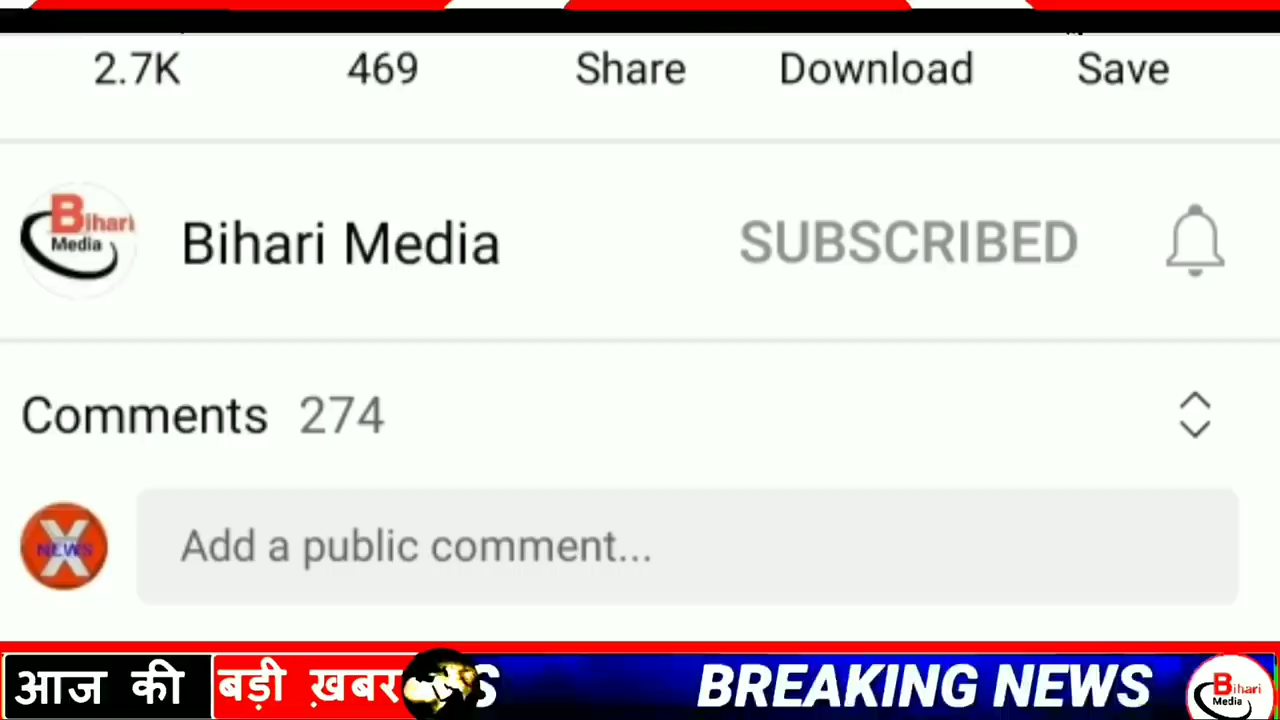 2.7K 469 Share Download Save
Bihari Media
Bihari Media SUBSCRIBED
Comments 274
X NEWS
Add a public comment...
आज की बड़ी ख़बर S BREAKING NEWS
Bihari Media